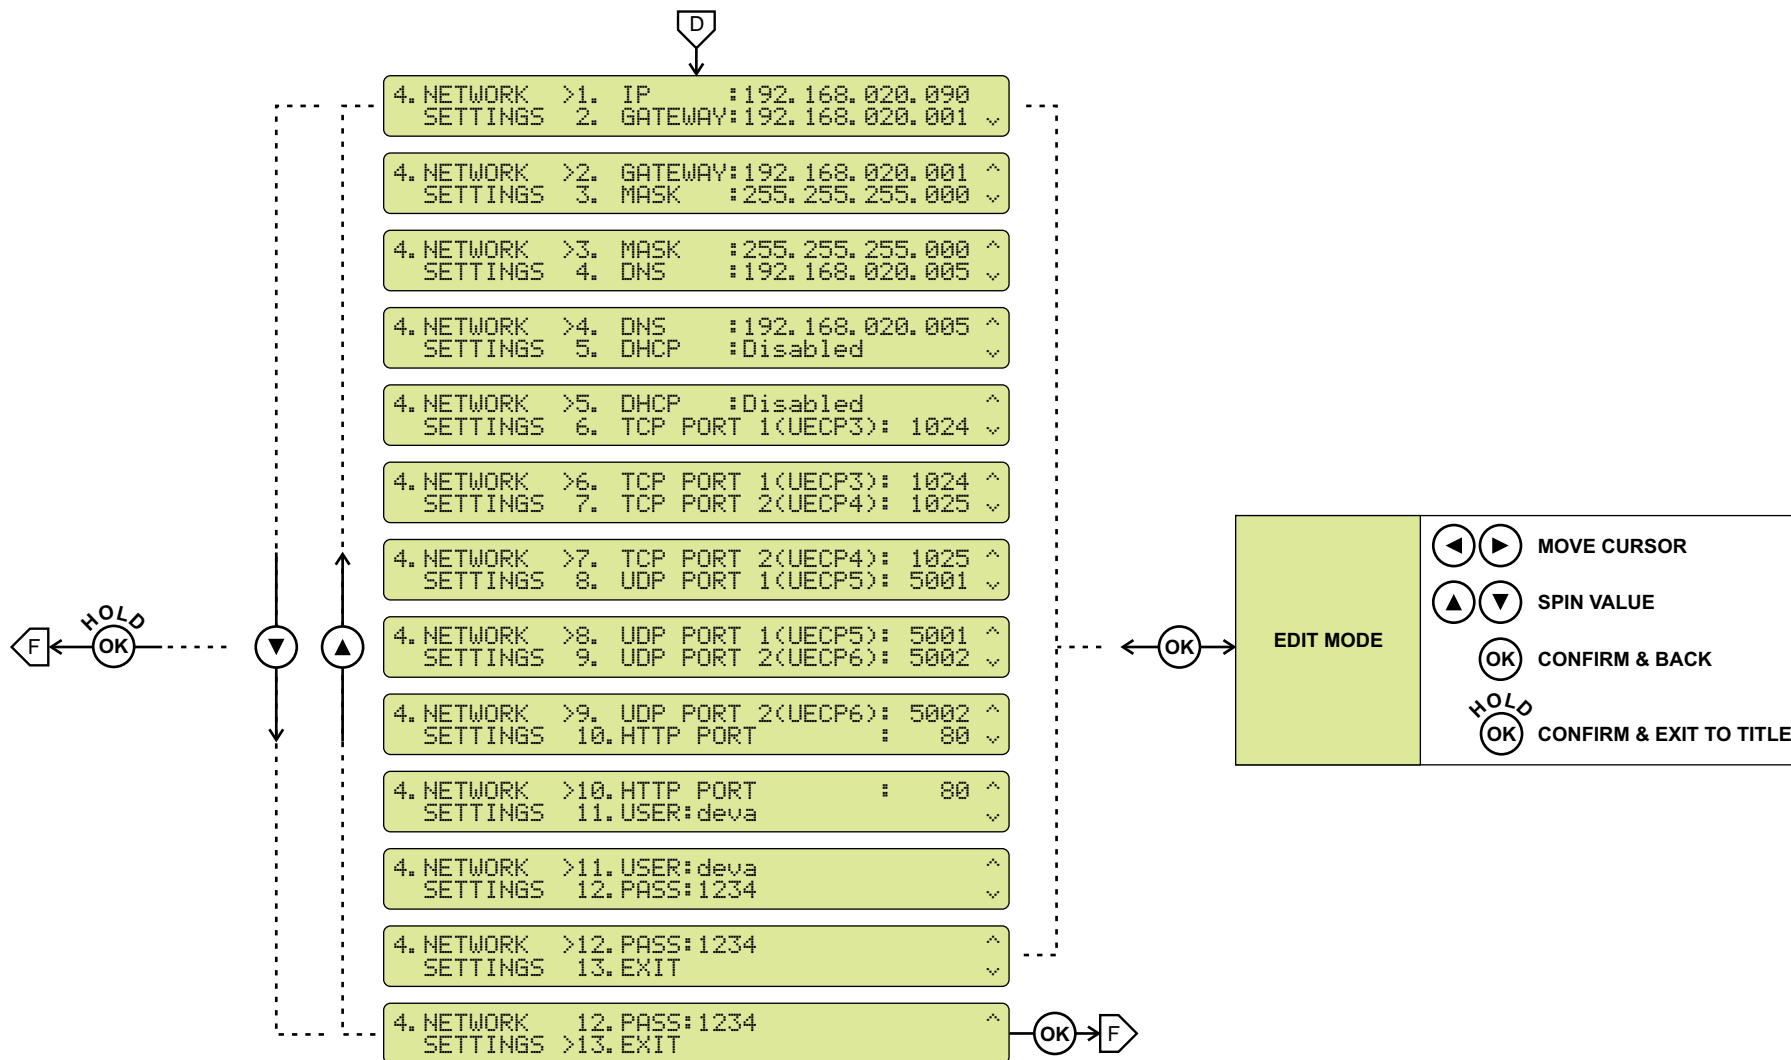 D
4. NETWORK >1. IP :192.168.020.090
SETTINGS 2. GATEWAY:192.168.020.001
4. NETWORK >2. GATEWAY:192.168.020.001 ^
SETTINGS 3. MASK :255.255.255.000
4. NETWORK >3. MASK :255.255.255.000 ^
SETTINGS 4. DNS :192.168.020.005
4. NETWORK >4. DNS :192.168.020.005 ^
SETTINGS 5. DHCP :Disabled
4. NETWORK >5. DHCP :Disabled ^
SETTINGS 6. TCP PORT 1(UECP3): 1024
4. NETWORK >6. TCP PORT 1(UECP3): 1024 ^
SETTINGS 7. TCP PORT 2(UECP4): 1025
4. NETWORK >7. TCP PORT 2(UECP4): 1025 ^
SETTINGS 8. UDP PORT 1(UECP5): 5001
4. NETWORK >8. UDP PORT 1(UECP5): 5001 ^
SETTINGS 9. UDP PORT 2(UECP6): 5002
4. NETWORK >9. UDP PORT 2(UECP6): 5002 ^
SETTINGS 10. HTTP PORT : 80
4. NETWORK >10. HTTP PORT : 80 ^
SETTINGS 11. USER:deva
4. NETWORK >11. USER:deva ^
SETTINGS 12. PASS:1234
4. NETWORK >12. PASS:1234 ^
SETTINGS 13. EXIT
4. NETWORK 12. PASS:1234 ^
SETTINGS >13. EXIT
F
HOLD
OK
OK
F
OK
EDIT MODE
MOVE CURSOR
SPIN VALUE
OK CONFIRM & BACK
HOLD
OK CONFIRM & EXIT TO TITLE